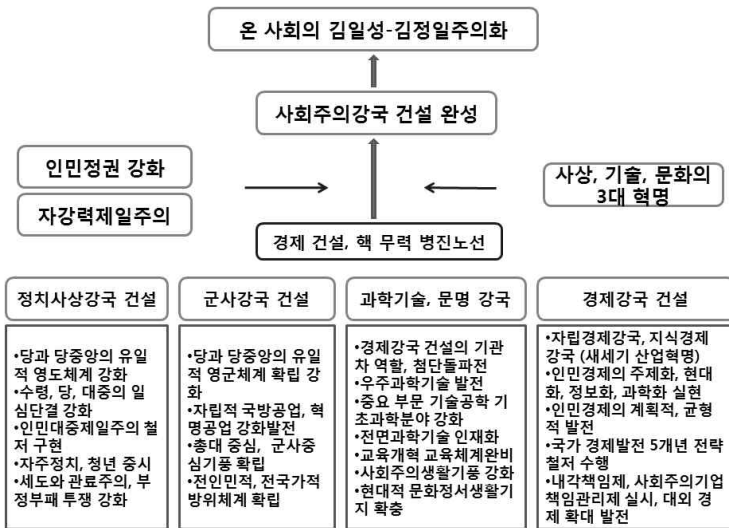 온 사회의 김일성-김정일주의화
사회주의강국 건설 완성
인민정권 강화
자강력제일주의
사상, 기술, 문화의
3대 혁명
경제 건설, 핵 무력 병진노선
정치사상강국 건설
•당과 당중앙의 유일
적 영도체계 강화
•수령, 당, 대중의 일
심단결 강화
•인민대중제일주의 철
저 구현
•자주정치, 청년 중시
•세도와 관료주의, 부
정부패 투쟁 강화
군사강국 건설
•당과 당중앙의 유일
적 영군체계 확립 강
화
•자립적 국방공업, 혁
명공업 강화발전
•총대 중심, 군사중
심기풍 확립
•전인민적, 전국가적
방위체계 확립
과학기술, 문명 강국
•경제강국 건설의 기관
차 역할, 첨단돌파전
•우주과학기술 발전
•중요 부문 기술공학 기
초과학분야 강화
•전면과학기술 인재화
•교육개혁 교육체계완비
•사회주의생활기풍 강화
•현대적 문화정서생활기
지 확충
경제강국 건설
•자립경제강국, 지식경제
강국 (새세기 산업혁명)
•인민경제의 주제화, 현대
화, 정보화, 과학화 실현
•인민경제의 계획적, 균형
적 발전
•국가 경제발전 5개년 전략
철저 수행
•내각책임제, 사회주의기업
책임관리제 실시, 대외 경
제 확대 발전